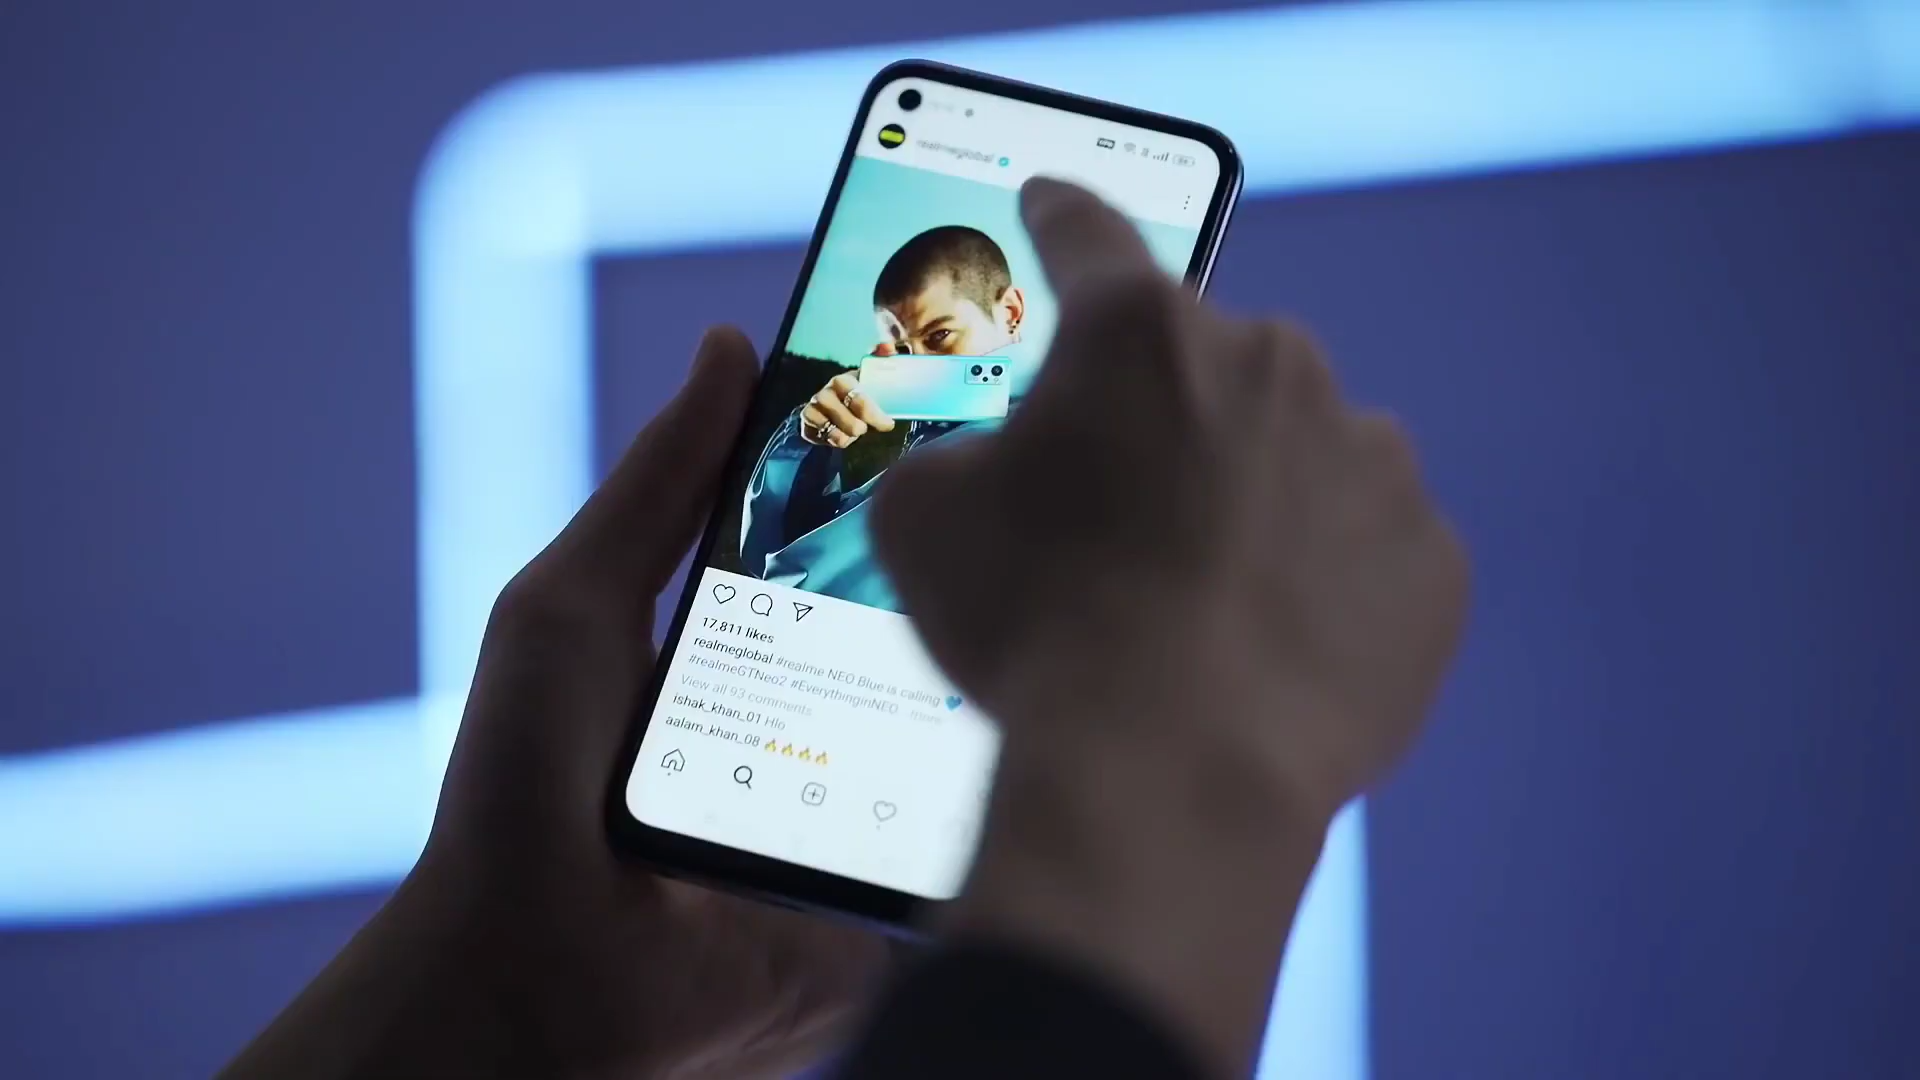 realmeglobal
17,811 likes
realmeglobal #realme NEO Blue is calling 💙
#realmeGTNeo2 #EverythinginNEO ... more
View all 93 comments
ishak_khan_01 Hlo
aalam_khan_08 🔥🔥🔥🔥